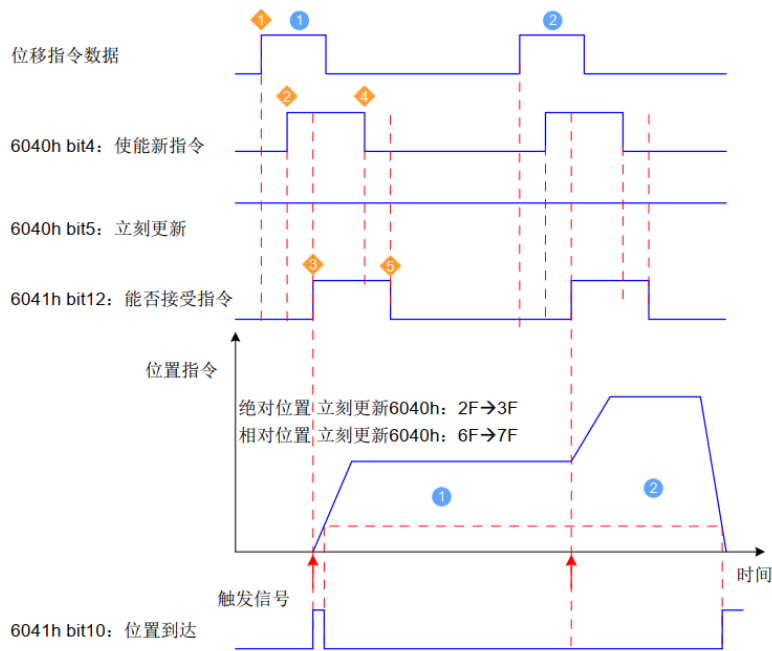 1 1 2
位移指令数据
2 4
6040h bit4：使能新指令
6040h bit5：立刻更新
3 5
6041h bit12：能否接受指令
位置指令
绝对位置 立刻更新6040h：2F→3F
相对位置 立刻更新6040h：6F→7F
1 2
时间
触发信号
6041h bit10：位置到达